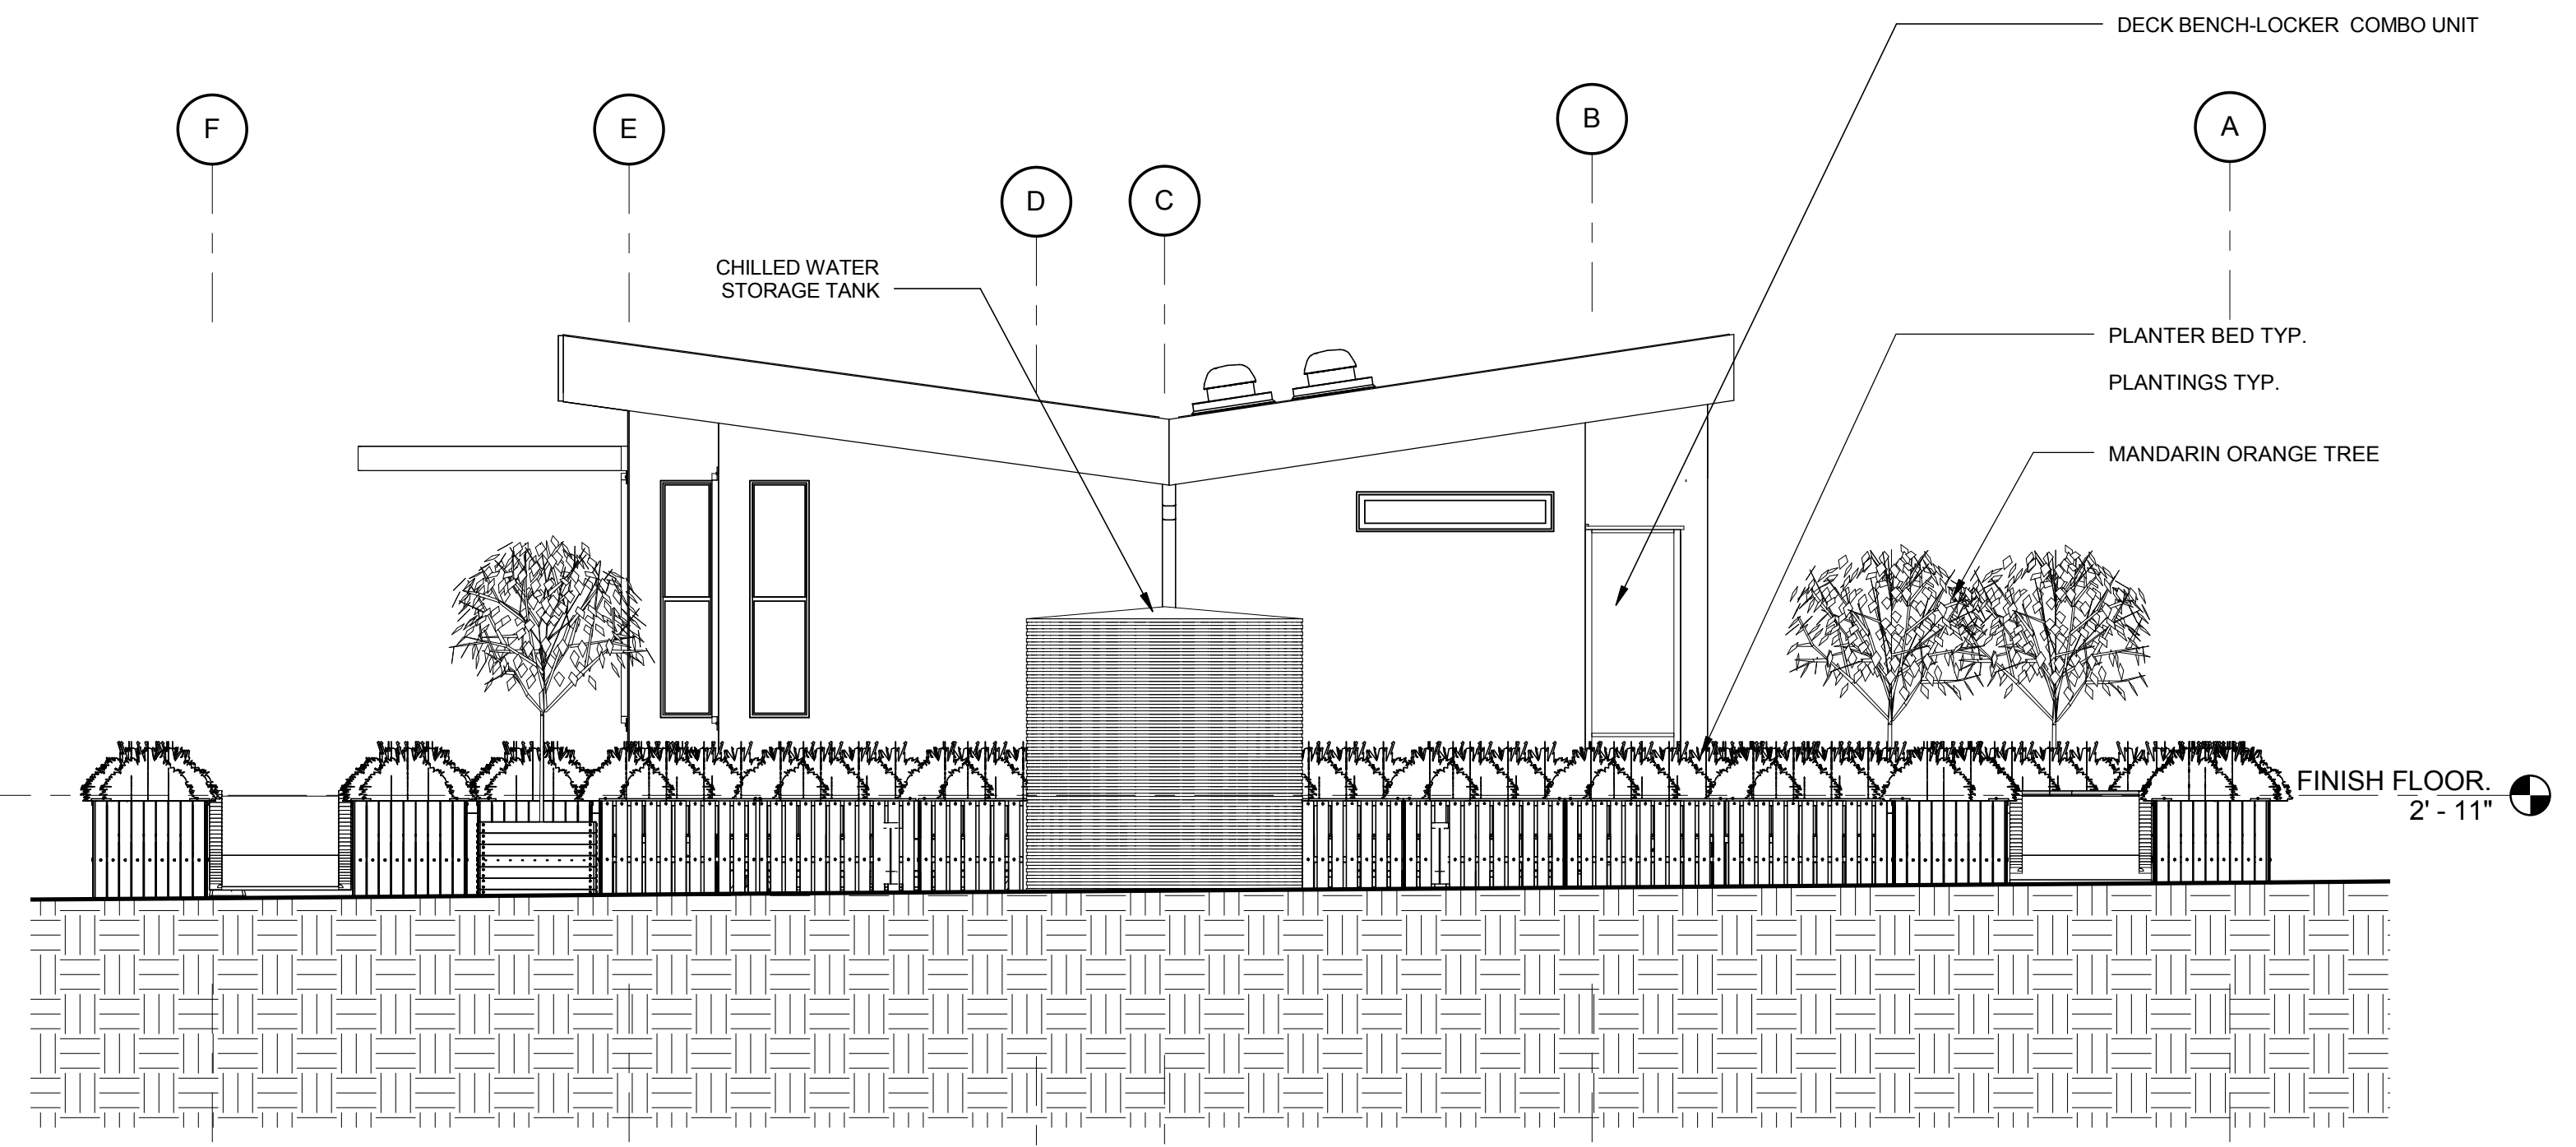 DECK BENCH-LOCKER COMBO UNIT
F
E
B
A
D
C
CHILLED WATER
STORAGE TANK
PLANTER BED TYP.
PLANTINGS TYP.
MANDARIN ORANGE TREE
FINISH FLOOR.
2' - 11"